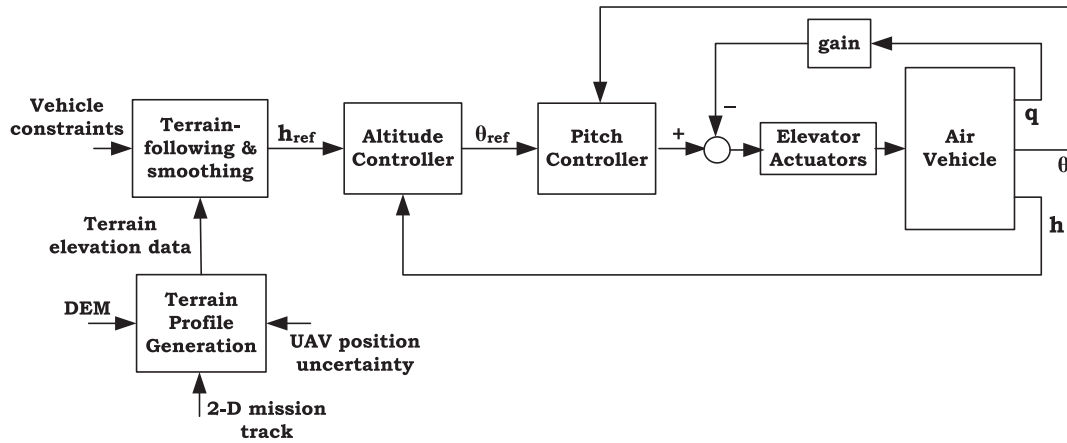 gain
Vehicle
constraints
Terrain-
following &
smoothing
h_ref
Altitude
Controller
θ_ref
Pitch
Controller
+
−
Elevator
Actuators
Air
Vehicle
q
θ
h
Terrain
elevation data
DEM
Terrain
Profile
Generation
UAV position
uncertainty
2-D mission
track